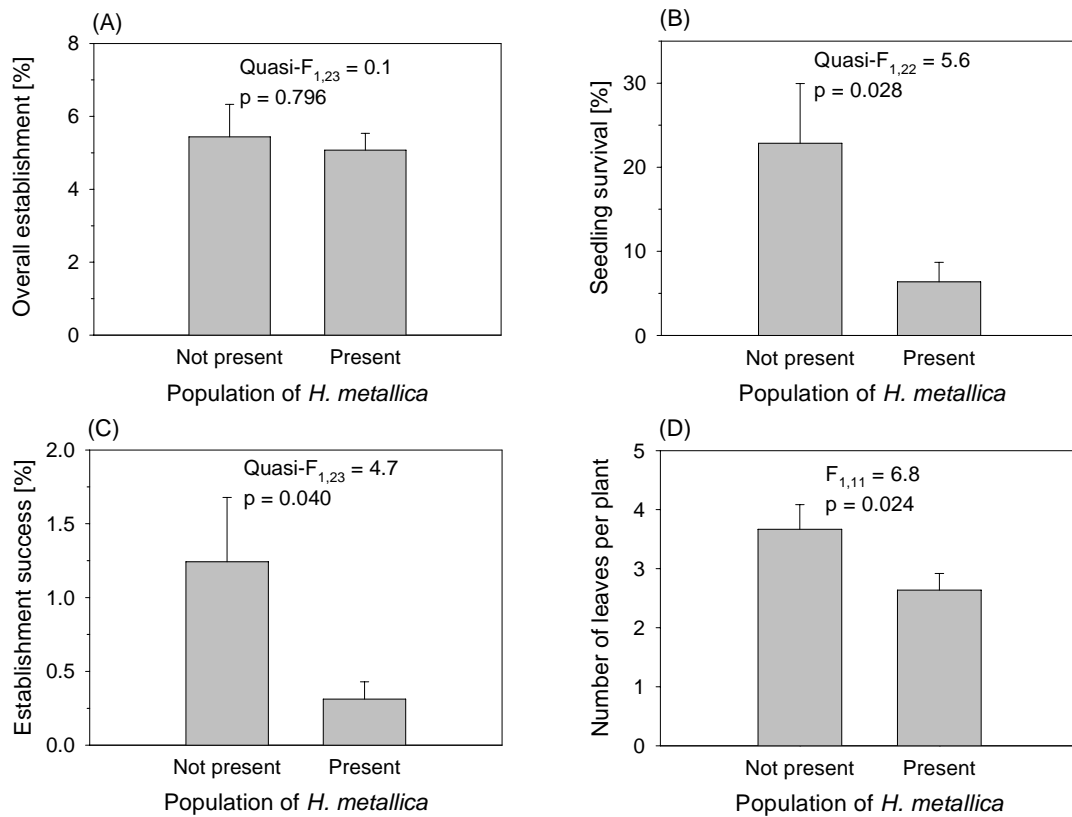 (A)
Overall establishment [%]
8
6
4
2
0
Quasi-F1,23 = 0.1
p = 0.796
Not present Present
Population of H. metallica
(B)
Seedling survival [%]
30
20
10
0
Quasi-F1,22 = 5.6
p = 0.028
Not present Present
Population of H. metallica
(C)
Establishment success [%]
2.0
1.5
1.0
0.5
0.0
Quasi-F1,23 = 4.7
p = 0.040
Not present Present
Population of H. metallica
(D)
Number of leaves per plant
5
4
3
2
1
0
F1,11 = 6.8
p = 0.024
Not present Present
Population of H. metallica